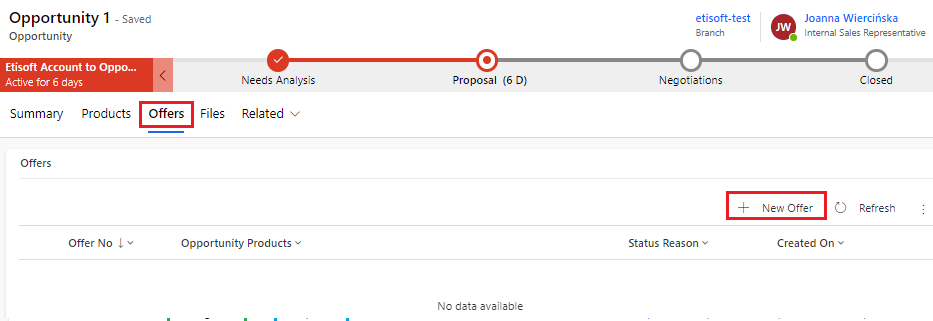 Opportunity 1 - Saved
Opportunity
etisoft-test
Branch
JW
Joanna Wiercińska
Internal Sales Representative
Etisoft Account to Oppo...
Active for 6 days
Needs Analysis
Proposal (6 D)
Negotiations
Closed
Summary Products Offers Files Related
Offers
New Offer Refresh
Offer No Opportunity Products Status Reason Created On
No data available